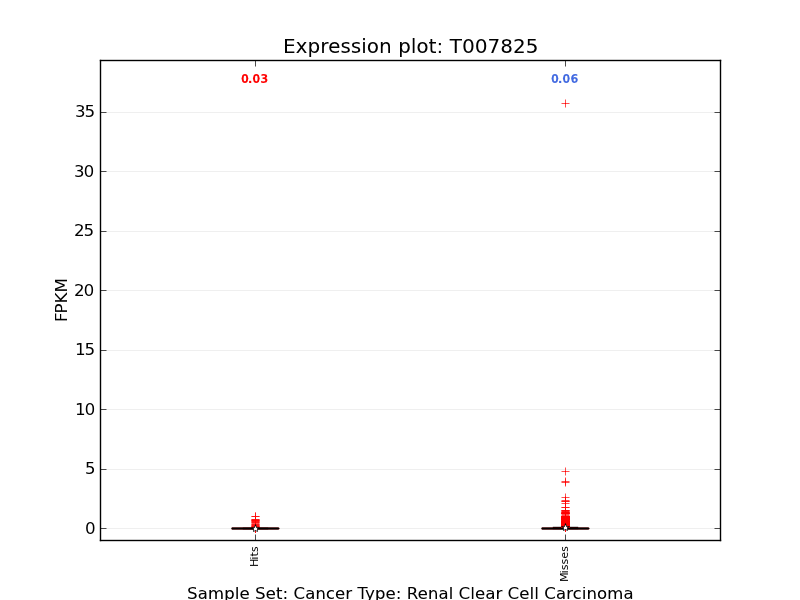 Expression plot: T007825
0.03
0.06
35
30
25
20
15
10
5
0
FPKM
Hits
Misses
Sample Set: Cancer Type: Renal Clear Cell Carcinoma